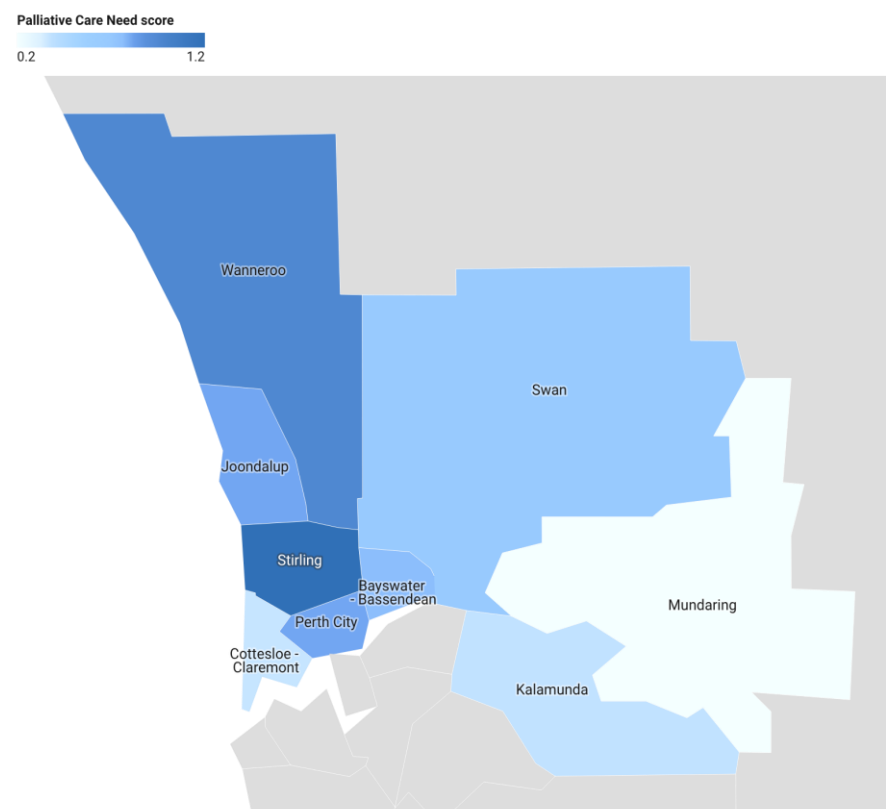 Palliative Care Need score
0.2 1.2
Wanneroo
Swan
Joondalup
Stirling
Bayswater
- Bassendean
Mundaring
Perth City
Cottesloe -
Claremont
Kalamunda